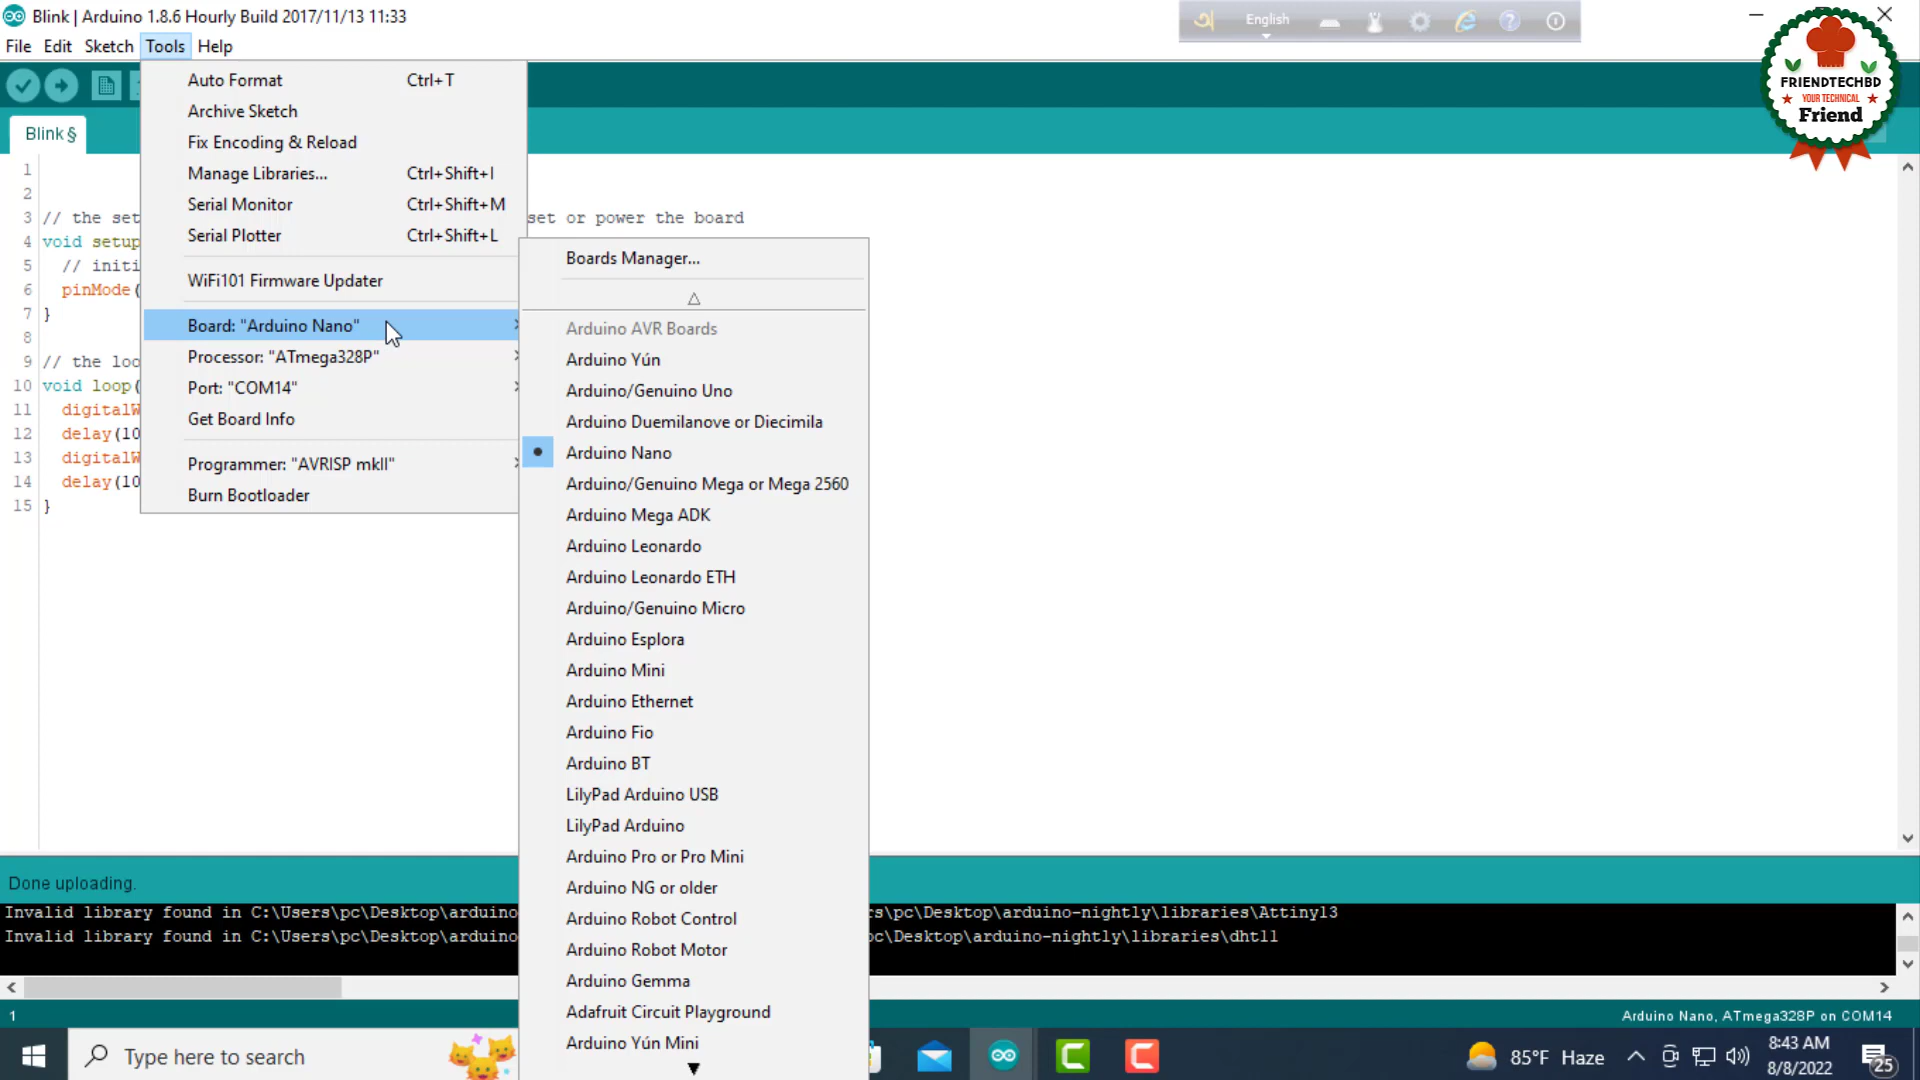 Blink | Arduino 1.8.6 Hourly Build 2017/11/13 11:33
English
File Edit Sketch Tools Help
FRIENDTECHBD
YOUR TECHNICAL
Friend
Blink §
Auto Format Ctrl+T
Archive Sketch
Fix Encoding & Reload
Manage Libraries... Ctrl+Shift+I
Serial Monitor Ctrl+Shift+M
Serial Plotter Ctrl+Shift+L
WiFi101 Firmware Updater
Board: "Arduino Nano"
Processor: "ATmega328P"
Port: "COM14"
Get Board Info
Programmer: "AVRISP mkII"
Burn Bootloader
1
2
3 // the set set or power the board
4 void setup
5 // initi
6 pinMode(
7 }
8
9 // the loo
10 void loop(
11 digitalW
12 delay(10
13 digitalW
14 delay(10
15 }
Boards Manager...
Arduino AVR Boards
Arduino Yún
Arduino/Genuino Uno
Arduino Duemilanove or Diecimila
Arduino Nano
Arduino/Genuino Mega or Mega 2560
Arduino Mega ADK
Arduino Leonardo
Arduino Leonardo ETH
Arduino/Genuino Micro
Arduino Esplora
Arduino Mini
Arduino Ethernet
Arduino Fio
Arduino BT
LilyPad Arduino USB
LilyPad Arduino
Arduino Pro or Pro Mini
Arduino NG or older
Arduino Robot Control
Arduino Robot Motor
Arduino Gemma
Adafruit Circuit Playground
Arduino Yún Mini
Done uploading.
Invalid library found in C:\Users\pc\Desktop\arduino rs\pc\Desktop\arduino-nightly\libraries\Attiny13
Invalid library found in C:\Users\pc\Desktop\arduino pc\Desktop\arduino-nightly\libraries\dht11
1
Arduino Nano, ATmega328P on COM14
Type here to search
85°F Haze
8:43 AM
8/8/2022
25